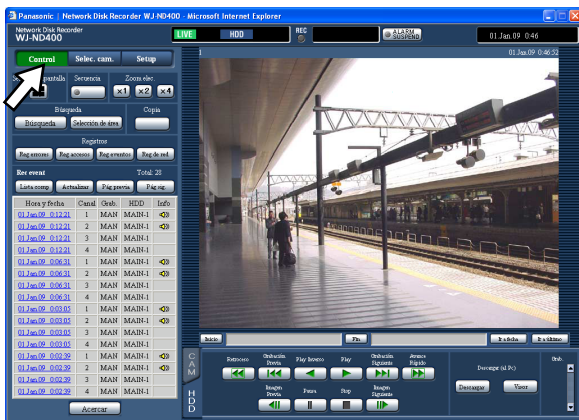 Panasonic | Network Disk Recorder WJ-ND400 - Microsoft Internet Explorer
Network Disk Recorder
WJ-ND400
LIVE HDD REC ALARM SUSPEND 01.Jan.09 0:46
Control Selec. cam. Setup
1 01.Jan.09 0:46:52
pantalla Secuencia Zoom elec.
x1 x2 x4
Búsqueda Copia
Búsqueda Selección de área
Registros
Reg errores Reg accesos Reg eventos Reg de red.
Rec event Total: 28
Lista comp Actualizar Pág previa Pág sig.
Hora y fecha Canal Grab. HDD Info
01.Jan.09 0:12:21 1 MAN MAIN-1
01.Jan.09 0:12:21 2 MAN MAIN-1
01.Jan.09 0:12:21 3 MAN MAIN-1
01.Jan.09 0:12:21 4 MAN MAIN-1
01.Jan.09 0:06:31 1 MAN MAIN-1
01.Jan.09 0:06:31 2 MAN MAIN-1
01.Jan.09 0:06:31 3 MAN MAIN-1
01.Jan.09 0:06:31 4 MAN MAIN-1
01.Jan.09 0:03:05 1 MAN MAIN-1
01.Jan.09 0:03:05 2 MAN MAIN-1
01.Jan.09 0:03:05 3 MAN MAIN-1
01.Jan.09 0:03:05 4 MAN MAIN-1
01.Jan.09 0:02:39 1 MAN MAIN-1
01.Jan.09 0:02:39 2 MAN MAIN-1
01.Jan.09 0:02:39 3 MAN MAIN-1
01.Jan.09 0:02:39 4 MAN MAIN-1
Acercar
Inicio Fin Ir a fecha Ir a último
CAM
HDD
Retroceso Grabación Previa Play Inverso Play Grabación Siguiente Avance Rápido
Imagen Previa Pausa Stop Imagen Siguiente
Descargar (al Pc)
Descargar Visor
Grab.